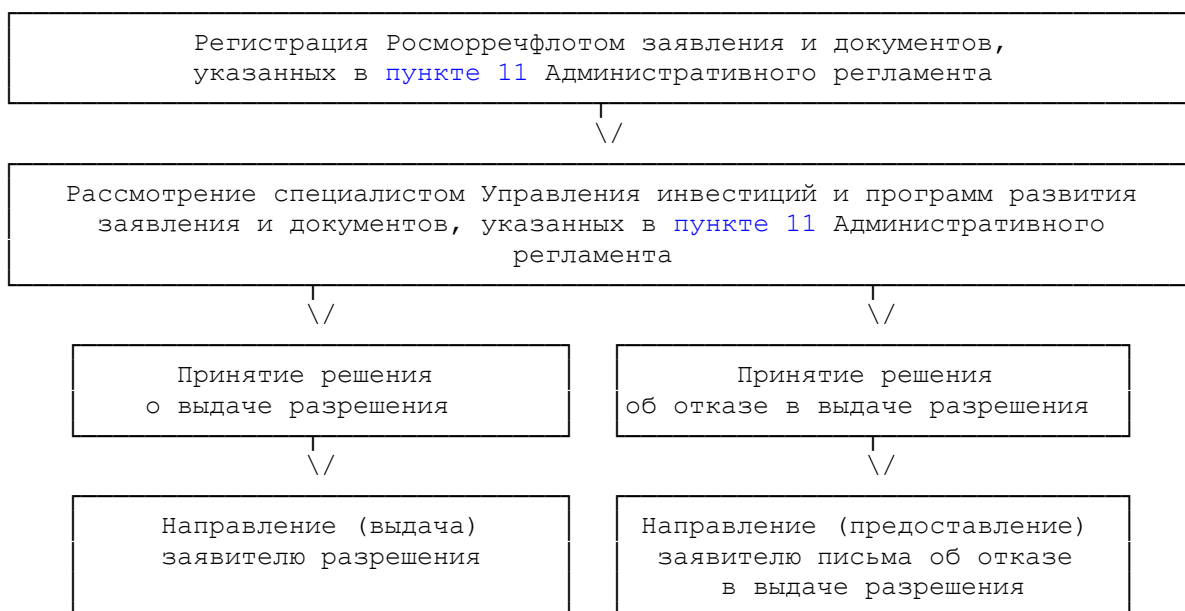 Регистрация Росморречфлотом заявления и документов,
указанных в пункте 11 Административного регламента
Рассмотрение специалистом Управления инвестиций и программ развития
заявления и документов, указанных в пункте 11 Административного
регламента
Принятие решения
о выдаче разрешения
Принятие решения
об отказе в выдаче разрешения
Направление (выдача)
заявителю разрешения
Направление (предоставление)
заявителю письма об отказе
в выдаче разрешения